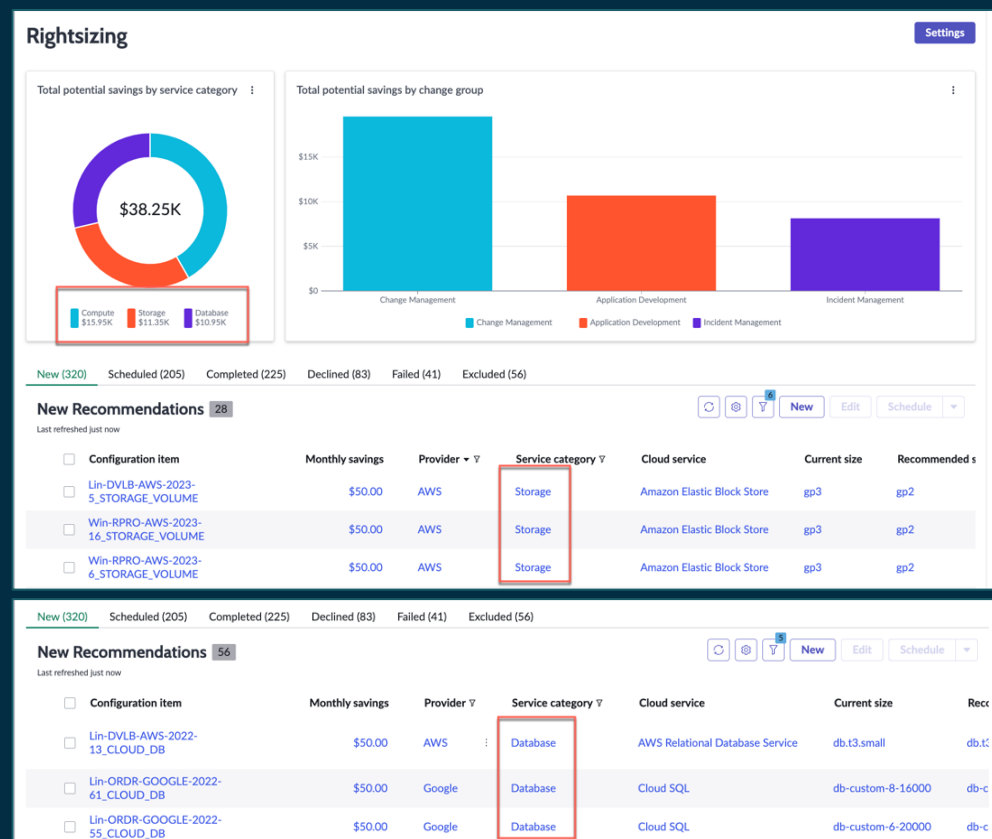 Rightsizing
Settings
Total potential savings by service category
$38.25K
Compute
$15.95K
Storage
$11.35K
Database
$10.95K
Total potential savings by change group
$15K
$10K
$5K
$0
Change Management Application Development Incident Management
Change Management Application Development Incident Management
New (320) Scheduled (205) Completed (225) Declined (83) Failed (41) Excluded (56)
New Recommendations 28
6
New Edit Schedule
Last refreshed just now
Configuration item Monthly savings Provider Service category Cloud service Current size Recommended s
Lin-DVLB-AWS-2023-
5_STORAGE_VOLUME $50.00 AWS Storage Amazon Elastic Block Store gp3 gp2
Win-RPRO-AWS-2023-
16_STORAGE_VOLUME $50.00 AWS Storage Amazon Elastic Block Store gp3 gp2
Win-RPRO-AWS-2023-
6_STORAGE_VOLUME $50.00 AWS Storage Amazon Elastic Block Store gp3 gp2
New (320) Scheduled (205) Completed (225) Declined (83) Failed (41) Excluded (56)
New Recommendations 56
5
New Edit Schedule
Last refreshed just now
Configuration item Monthly savings Provider Service category Cloud service Current size Reco
Lin-DVLB-AWS-2022-
13_CLOUD_DB $50.00 AWS Database AWS Relational Database Service db.t3.small db.t3
Lin-ORDR-GOOGLE-2022-
61_CLOUD_DB $50.00 Google Database Cloud SQL db-custom-8-16000 db-c
Lin-ORDR-GOOGLE-2022-
55_CLOUD_DB $50.00 Google Database Cloud SQL db-custom-6-20000 db-c